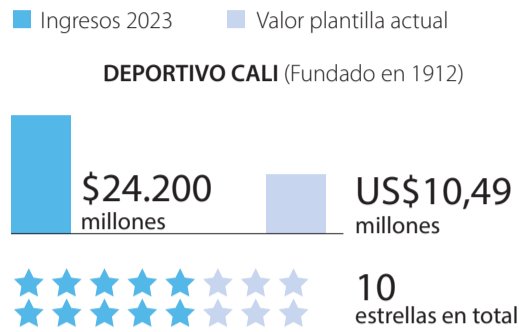 Ingresos 2023 Valor plantilla actual
DEPORTIVO CALI (Fundado en 1912)
$24.200
millones
US$10,49
millones
10
estrellas en total